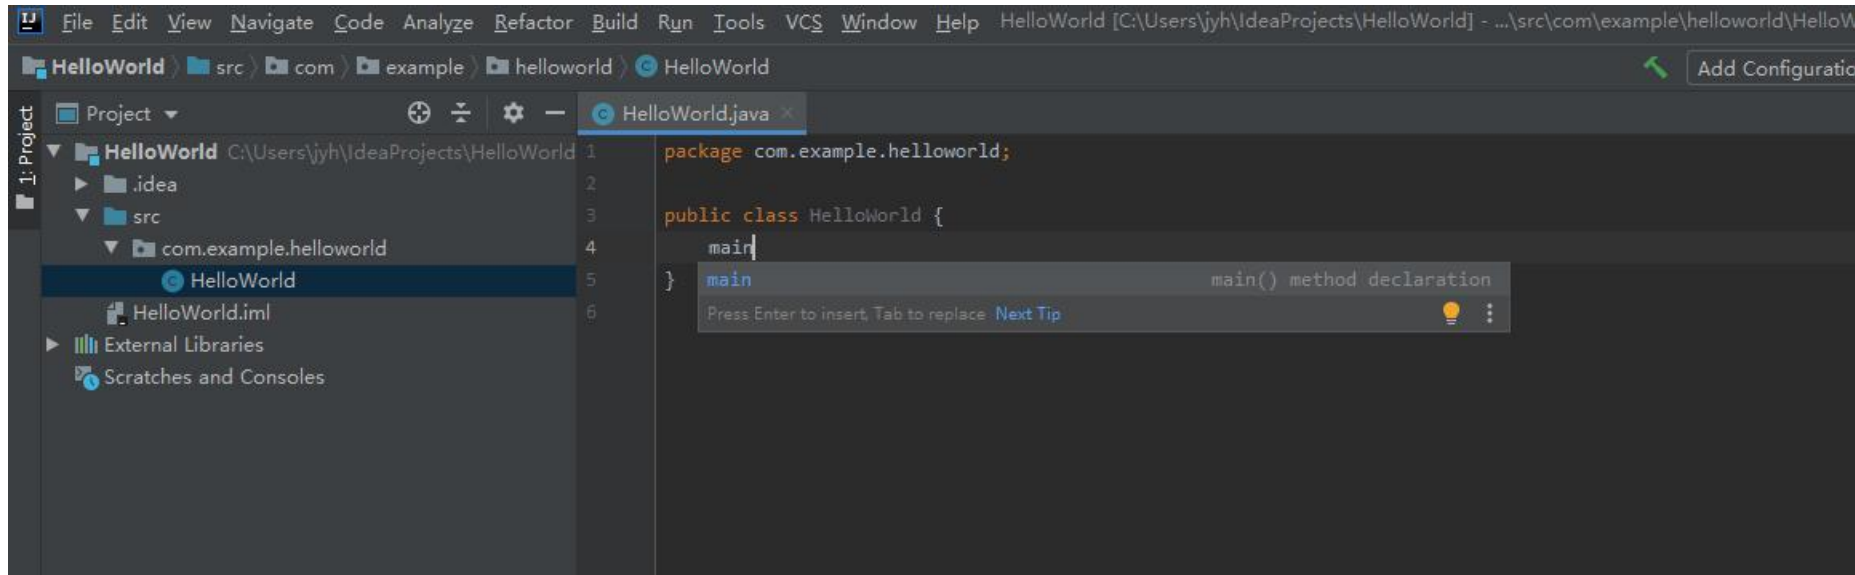 IJ File Edit View Navigate Code Analyze Refactor Build Run Tools VCS Window Help HelloWorld [C:\Users\jyh\IdeaProjects\HelloWorld] - ...\src\com\example\helloworld\HelloW
HelloWorld src com example helloworld HelloWorld Add Configuratio
1: Project
Project HelloWorld.java
HelloWorld C:\Users\jyh\IdeaProjects\HelloWorld 1 package com.example.helloworld;
.idea 2
src 3 public class HelloWorld {
com.example.helloworld 4 main
HelloWorld 5 } main main() method declaration
HelloWorld.iml 6 Press Enter to insert, Tab to replace Next Tip
External Libraries
Scratches and Consoles